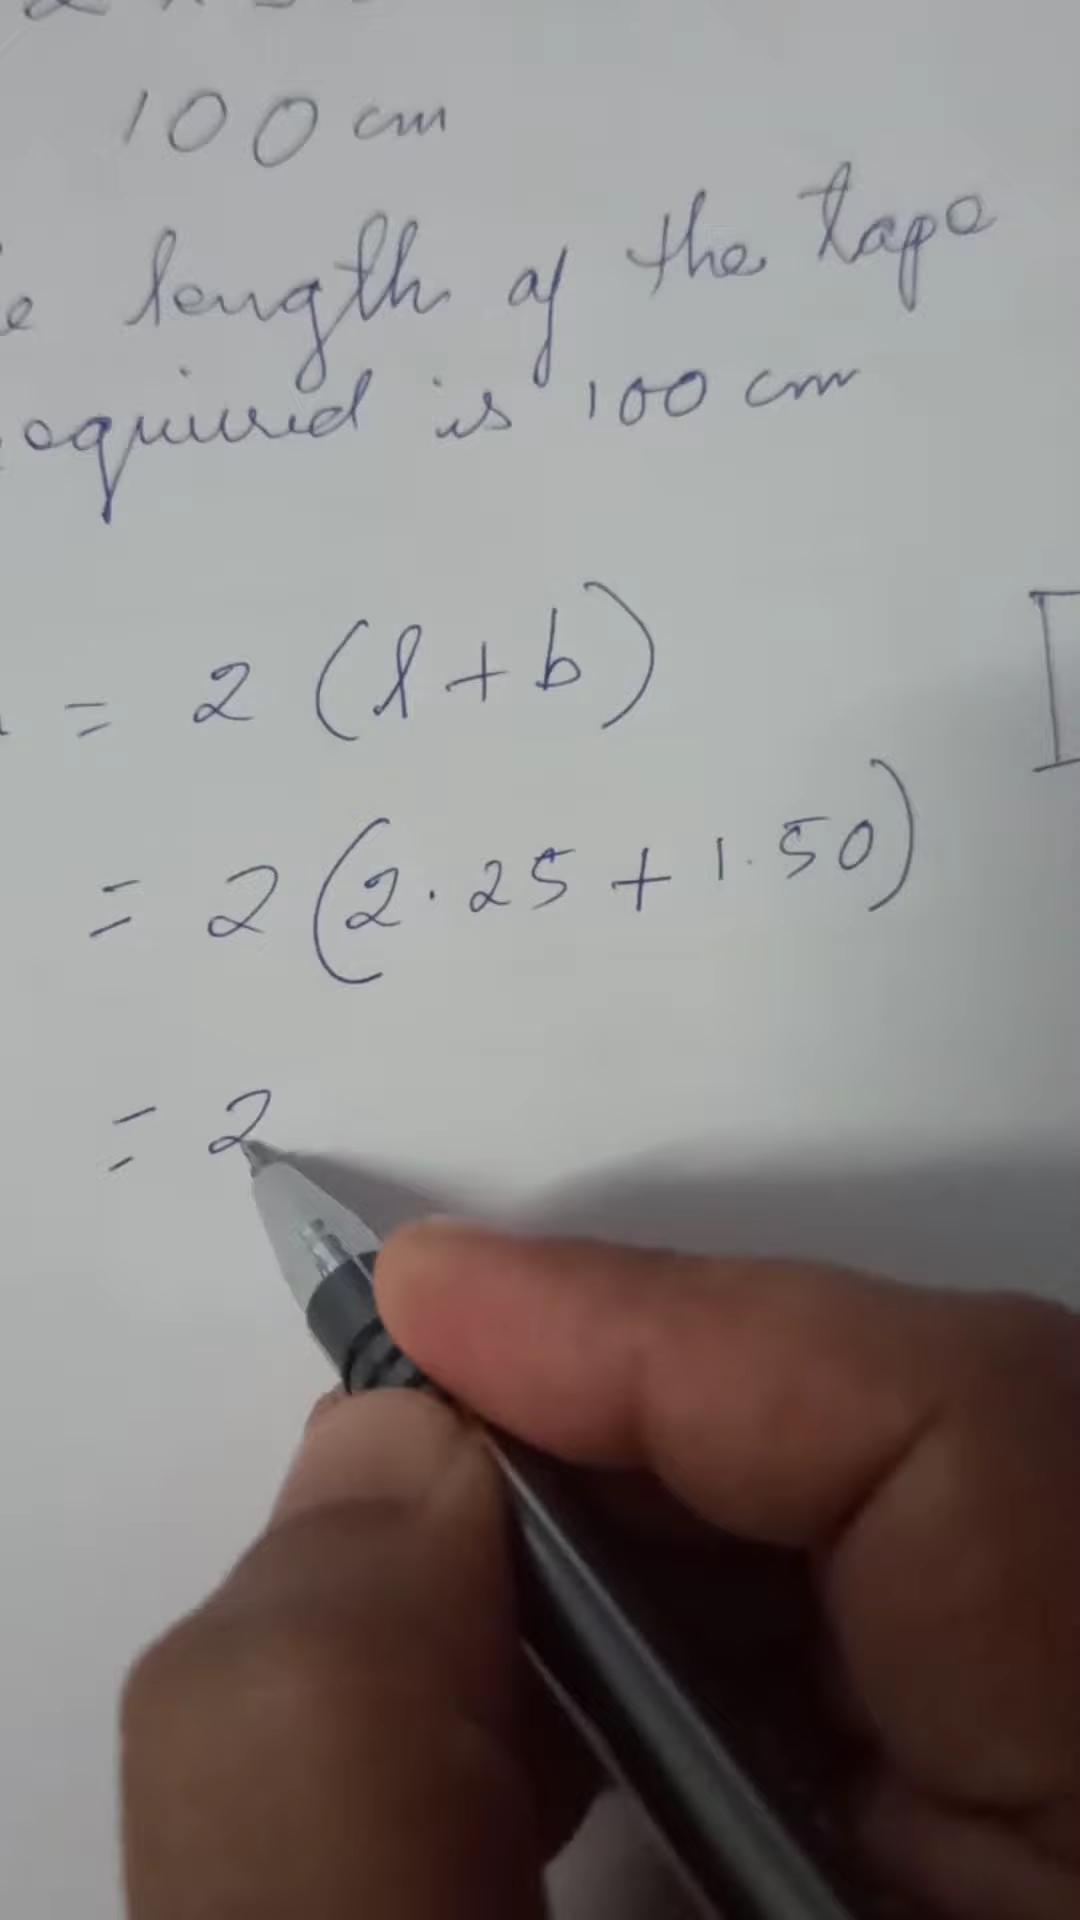 100 cm
length of the tape
required is 100 cm
= 2 (l + b)
= 2 (2.25 + 1.50)
= 2